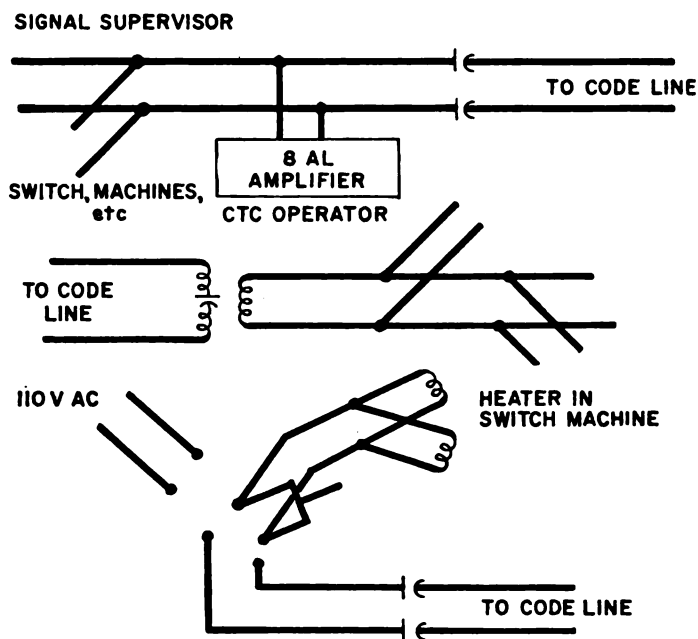 SIGNAL SUPERVISOR
TO CODE LINE
8 AL
AMPLIFIER
SWITCH, MACHINES,
etc
CTC OPERATOR
TO CODE
LINE
110 V AC
HEATER IN
SWITCH MACHINE
TO CODE LINE